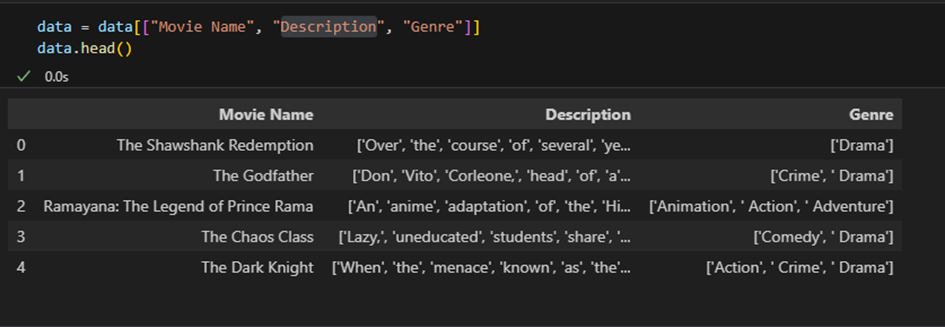 data = data[["Movie Name", "Description", "Genre"]]
data.head()
✓ 0.0s
Movie Name Description Genre
0 The Shawshank Redemption ['Over', 'the', 'course', 'of', 'several', 'ye... ['Drama']
1 The Godfather ['Don', 'Vito', 'Corleone,', 'head', 'of', 'a'... ['Crime', ' Drama']
2 Ramayana: The Legend of Prince Rama ['An', 'anime', 'adaptation', 'of', 'the', 'Hi... ['Animation', ' Action', ' Adventure']
3 The Chaos Class ['Lazy,', 'uneducated', 'students', 'share', '... ['Comedy', ' Drama']
4 The Dark Knight ['When', 'the', 'menace', 'known', 'as', 'the'... ['Action', ' Crime', ' Drama']